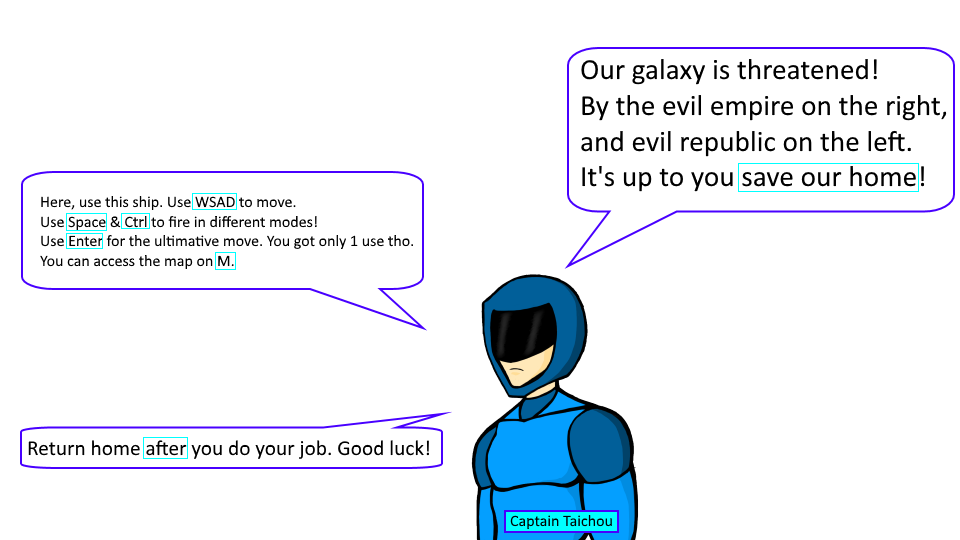 Our galaxy is threatened!
By the evil empire on the right,
and evil republic on the left.
It's up to you save our home!
Here, use this ship. Use WSAD to move.
Use Space & Ctrl to fire in different modes!
Use Enter for the ultimative move. You got only 1 use tho.
You can access the map on M.
Return home after you do your job. Good luck!
Captain Taichou